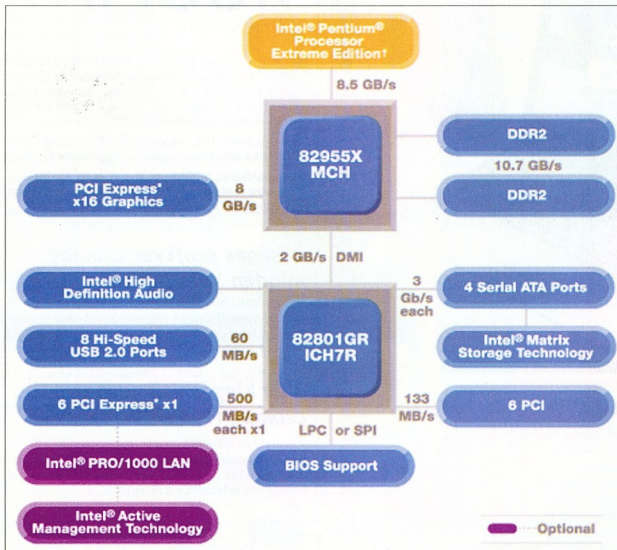 Intel® Pentium®
Processor
Extreme Edition†
8.5 GB/s
82955X
MCH
DDR2
10.7 GB/s
DDR2
PCI Express*
x16 Graphics
8
GB/s
2 GB/s DMI
Intel® High
Definition Audio
3
Gb/s
each
4 Serial ATA Ports
8 Hi-Speed
USB 2.0 Ports
60
MB/s
82801GR
ICH7R
Intel® Matrix
Storage Technology
6 PCI Express* x1
500
MB/s
each x1
133
MB/s
6 PCI
LPC or SPI
BIOS Support
Intel® PRO/1000 LAN
Intel® Active
Management Technology
Optional